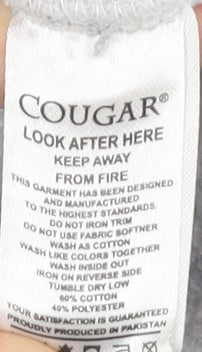 COUGAR®
LOOK AFTER HERE
KEEP AWAY
FROM FIRE
THIS GARMENT HAS BEEN DESIGNED
AND MANUFACTURED
TO THE HIGHEST STANDARDS.
DO NOT IRON TRIM
DO NOT USE FABRIC SOFTNER
WASH AS COTTON
WASH LIKE COLORS TOGETHER
WASH INSIDE OUT
IRON ON REVERSE SIDE
TUMBLE DRY LOW
60% COTTON
40% POLYESTER
YOUR SATISFACTION IS GUARANTEED
PROUDLY PRODUCED IN PAKISTAN